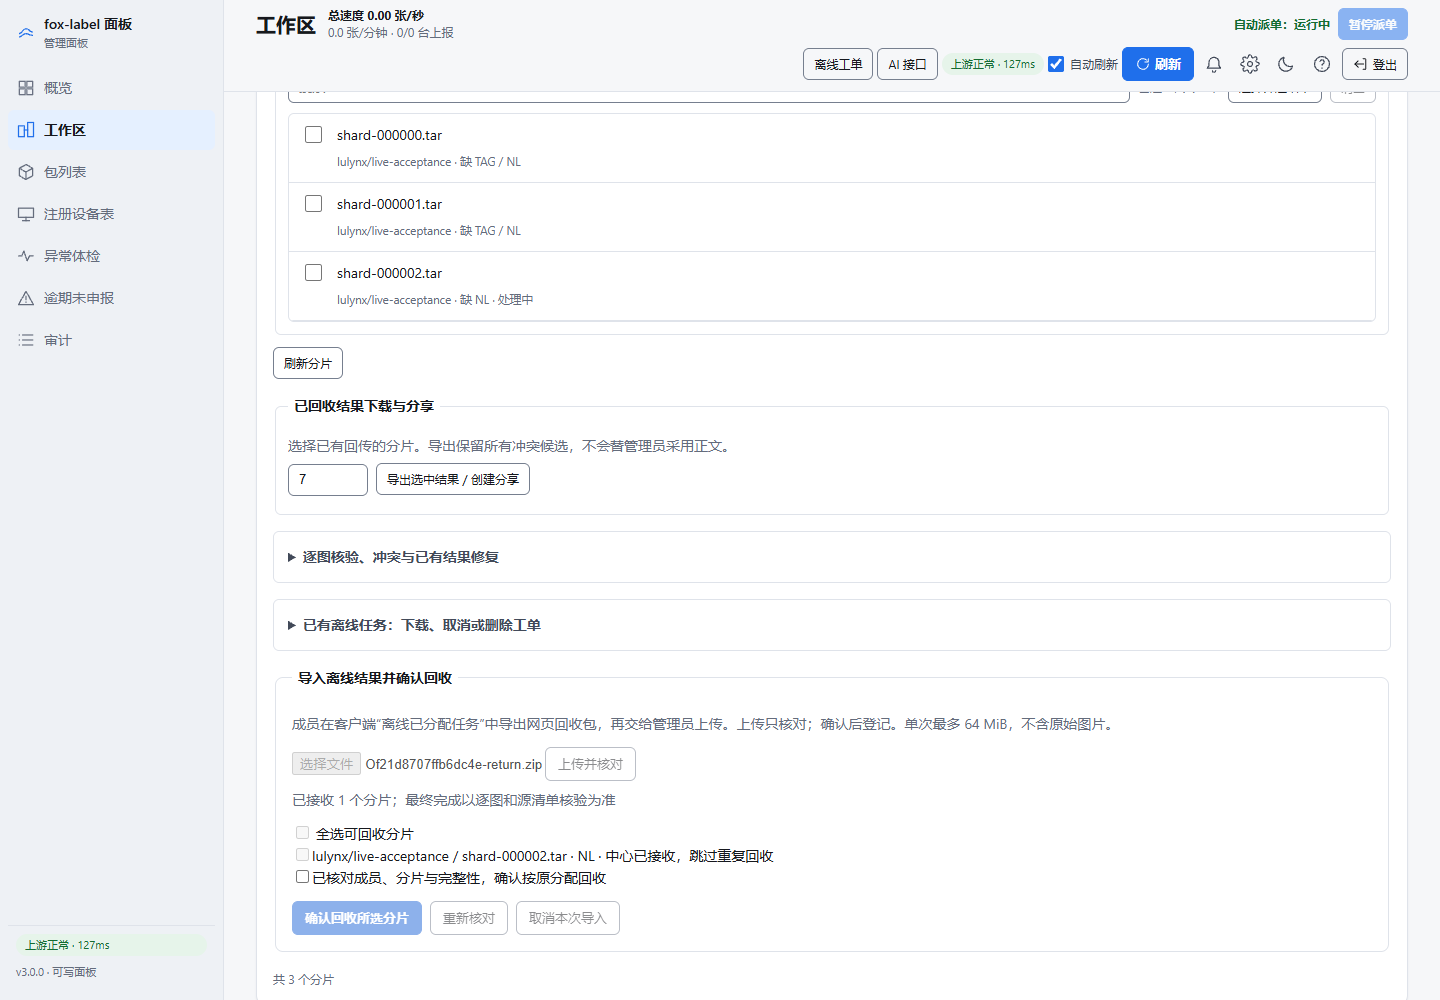 fox-label 面板
管理面板
概览
工作区
包列表
注册设备表
异常体检
逾期未申报
审计
上游正常 · 127ms
v3.0.0 · 可写面板
工作区
总速度 0.00 张/秒
0.0 张/分钟 · 0/0 台上报
自动派单：运行中
暂停派单
离线工单
AI 接口
上游正常 · 127ms
自动刷新
刷新
登出
shard-000000.tar
lulynx/live-acceptance · 缺 TAG / NL
shard-000001.tar
lulynx/live-acceptance · 缺 TAG / NL
shard-000002.tar
lulynx/live-acceptance · 缺 NL · 处理中
刷新分片
已回收结果下载与分享
选择已有回传的分片。导出保留所有冲突候选，不会替管理员采用正文。
7
导出选中结果 / 创建分享
逐图核验、冲突与已有结果修复
已有离线任务：下载、取消或删除工单
导入离线结果并确认回收
成员在客户端“离线已分配任务”中导出网页回收包，再交给管理员上传。上传只核对；确认后登记。单次最多 64 MiB，不含原始图片。
选择文件 Of21d8707ffb6dc4e-return.zip 上传并核对
已接收 1 个分片；最终完成以逐图和源清单核验为准
全选可回收分片
lulynx/live-acceptance / shard-000002.tar · NL · 中心已接收，跳过重复回收
已核对成员、分片与完整性，确认按原分配回收
确认回收所选分片
重新核对
取消本次导入
共 3 个分片